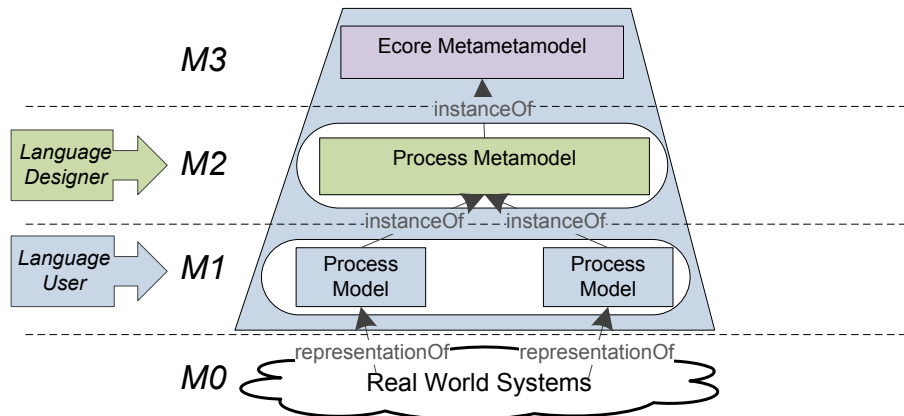 M3
Ecore Metametamodel
instanceOf
Language
Designer
M2
Process Metamodel
instanceOf instanceOf
Language
User
M1
Process
Model
Process
Model
representationOf representationOf
M0
Real World Systems